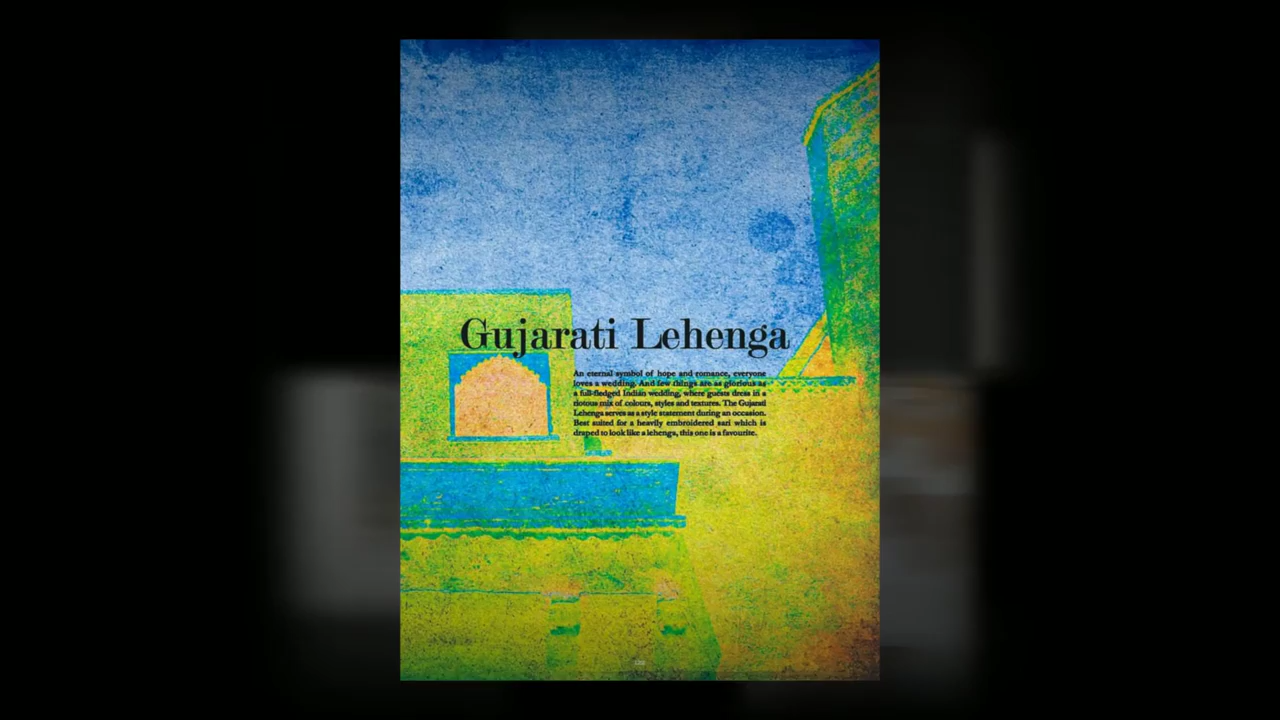 Gujarati Lehenga
An eternal symbol of hope and romance, everyone
loves a wedding. And few things are as glorious as
a full-fledged Indian wedding, where guests dress in a
riotous mix of colours, styles and textures. The Gujarati
Lehenga serves as a style statement during an occasion.
Best suited for a heavily embroidered sari which is
draped to look like a lehenga, this one is a favourite.